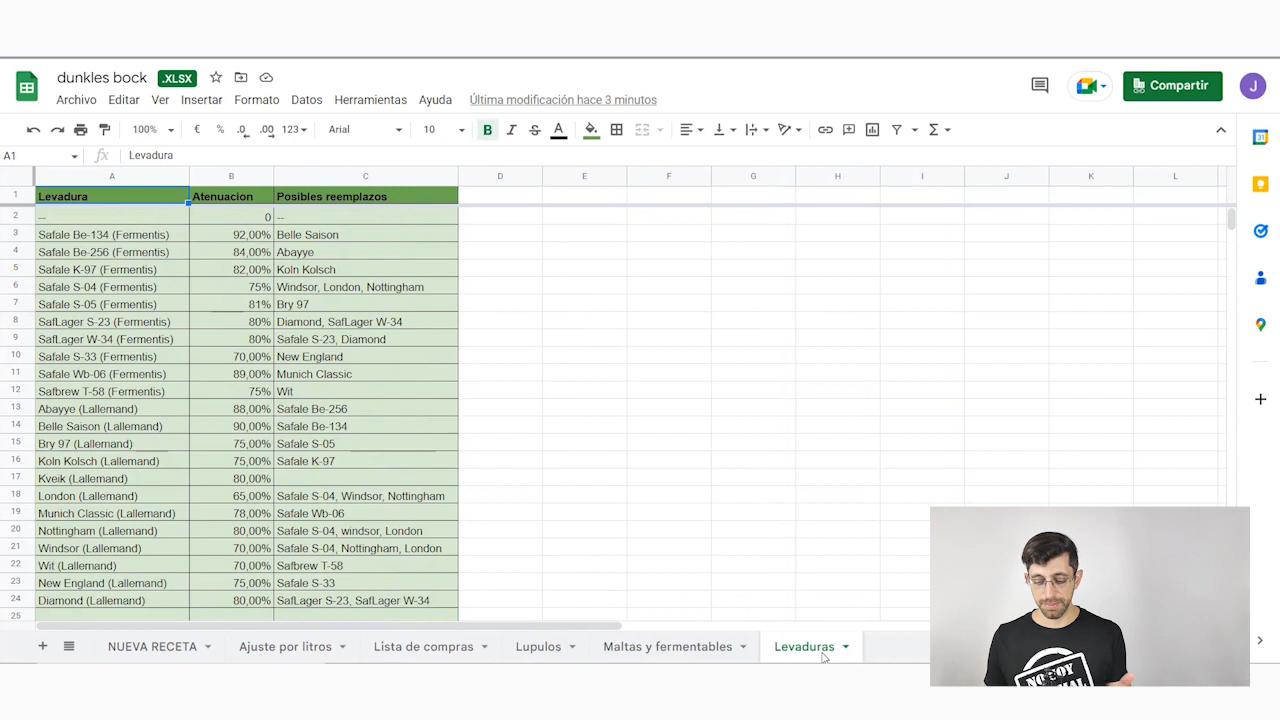 dunkles bock .XLSX
Archivo Editar Ver Insertar Formato Datos Herramientas Ayuda Última modificación hace 3 minutos
Compartir J
100% € % .0 .00 123 Arial 10 B I S A
A1 fx Levadura
A B C D E F G H I J K L
1 Levadura Atenuacion Posibles reemplazos
2 -- 0 --
3 Safale Be-134 (Fermentis) 92,00% Belle Saison
4 Safale Be-256 (Fermentis) 84,00% Abayye
5 Safale K-97 (Fermentis) 82,00% Koln Kolsch
6 Safale S-04 (Fermentis) 75% Windsor, London, Nottingham
7 Safale S-05 (Fermentis) 81% Bry 97
8 SafLager S-23 (Fermentis) 80% Diamond, SafLager W-34
9 SafLager W-34 (Fermentis) 80% Safale S-23, Diamond
10 Safale S-33 (Fermentis) 70,00% New England
11 Safale Wb-06 (Fermentis) 89,00% Munich Classic
12 Safbrew T-58 (Fermentis) 75% Wit
13 Abayye (Lallemand) 88,00% Safale Be-256
14 Belle Saison (Lallemand) 90,00% Safale Be-134
15 Bry 97 (Lallemand) 75,00% Safale S-05
16 Koln Kolsch (Lallemand) 75,00% Safale K-97
17 Kveik (Lallemand) 80,00%
18 London (Lallemand) 65,00% Safale S-04, Windsor, Nottingham
19 Munich Classic (Lallemand) 78,00% Safale Wb-06
20 Nottingham (Lallemand) 80,00% Safale S-04, windsor, London
21 Windsor (Lallemand) 70,00% Safale S-04, Nottingham, London
22 Wit (Lallemand) 70,00% Safbrew T-58
23 New England (Lallemand) 75,00% Safale S-33
24 Diamond (Lallemand) 80,00% SafLager S-23, SafLager W-34
25
NUEVA RECETA Ajuste por litros Lista de compras Lupulos Maltas y fermentables Levaduras